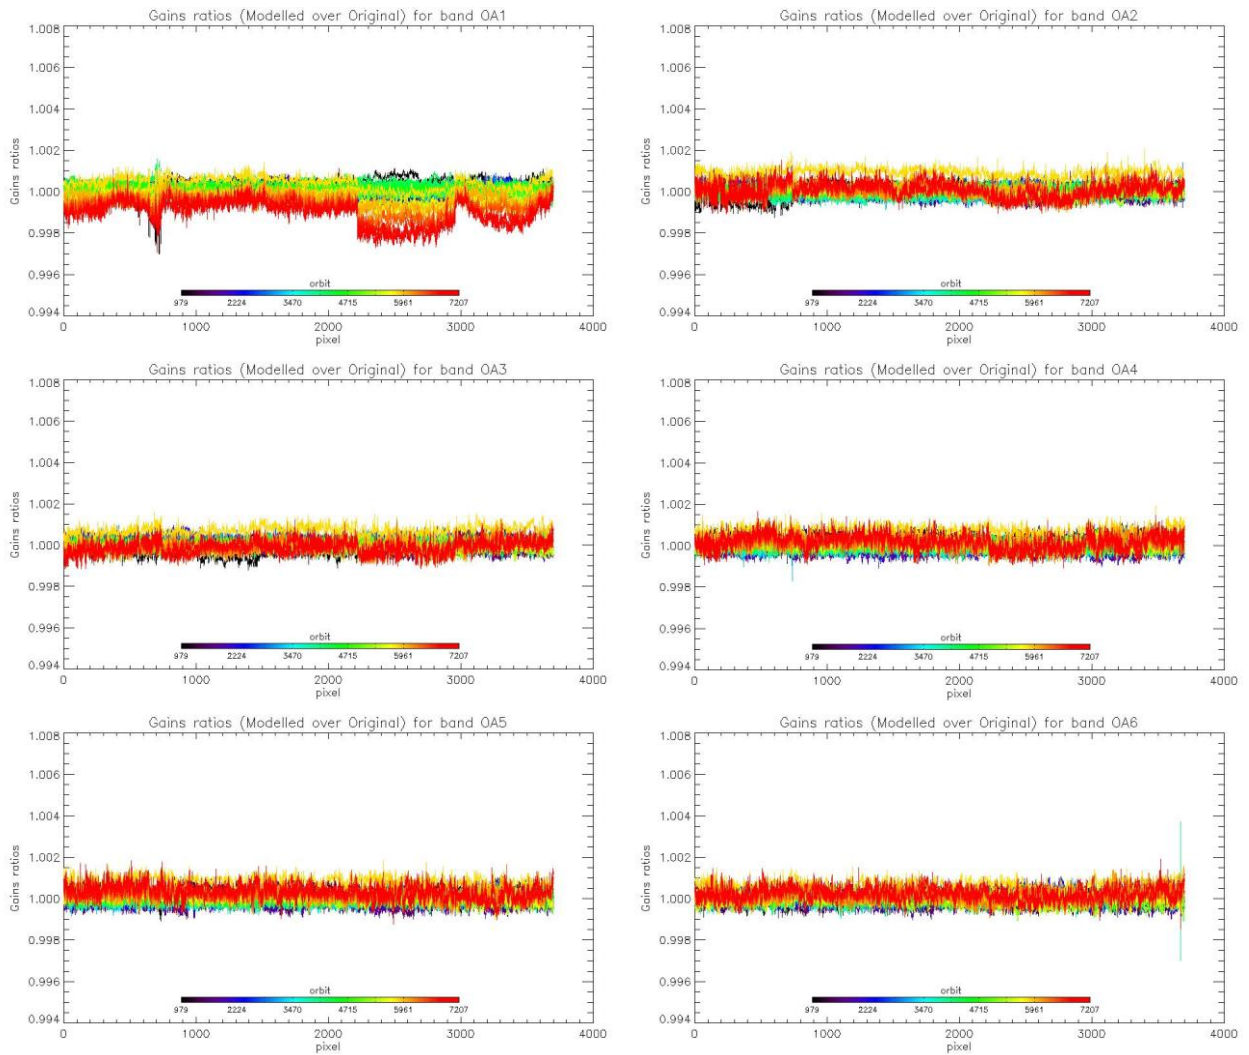 Gains ratios (Modelled over Original) for band OA1
1.008
1.006
1.004
1.002
1.000
0.998
0.996
0.994
Gains ratios
orbit
979 2224 3470 4715 5961 7207
0 1000 2000 3000 4000
pixel
Gains ratios (Modelled over Original) for band OA2
1.008
1.006
1.004
1.002
1.000
0.998
0.996
0.994
Gains ratios
orbit
979 2224 3470 4715 5961 7207
0 1000 2000 3000 4000
pixel
Gains ratios (Modelled over Original) for band OA3
1.008
1.006
1.004
1.002
1.000
0.998
0.996
0.994
Gains ratios
orbit
979 2224 3470 4715 5961 7207
0 1000 2000 3000 4000
pixel
Gains ratios (Modelled over Original) for band OA4
1.008
1.006
1.004
1.002
1.000
0.998
0.996
0.994
Gains ratios
orbit
979 2224 3470 4715 5961 7207
0 1000 2000 3000 4000
pixel
Gains ratios (Modelled over Original) for band OA5
1.008
1.006
1.004
1.002
1.000
0.998
0.996
0.994
Gains ratios
orbit
979 2224 3470 4715 5961 7207
0 1000 2000 3000 4000
pixel
Gains ratios (Modelled over Original) for band OA6
1.008
1.006
1.004
1.002
1.000
0.998
0.996
0.994
Gains ratios
orbit
979 2224 3470 4715 5961 7207
0 1000 2000 3000 4000
pixel